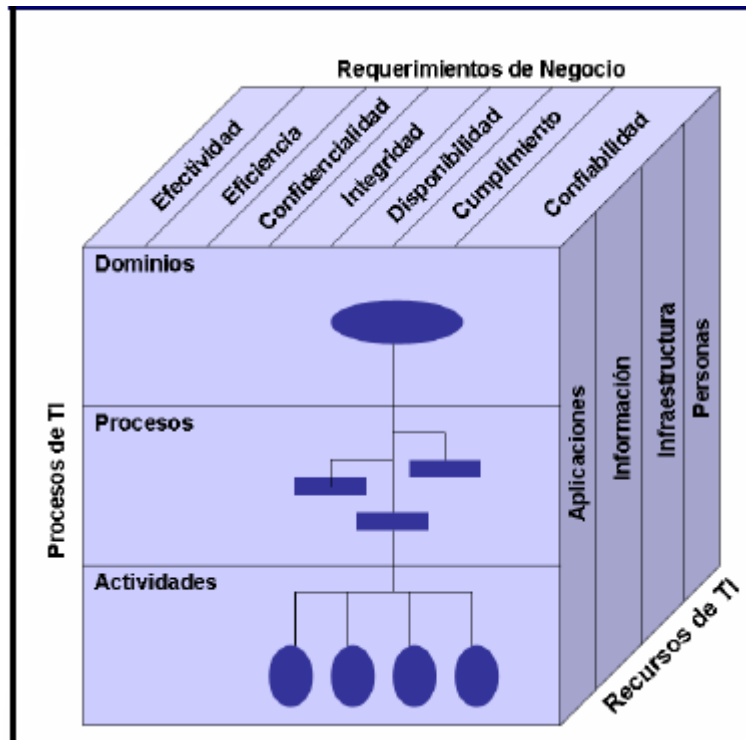 Requerimientos de Negocio
Efectividad
Eficiencia
Confidencialidad
Integridad
Disponibilidad
Cumplimiento
Confiabilidad
Procesos de TI
Dominios
Procesos
Actividades
Aplicaciones
Información
Infraestructura
Personas
Recursos de TI